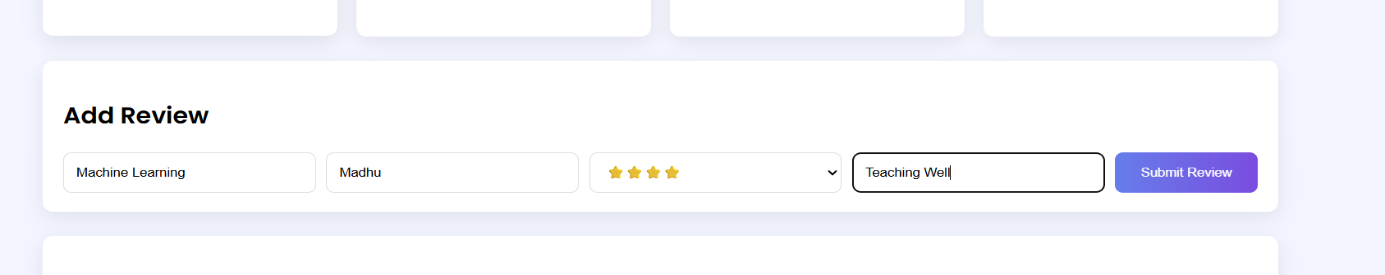 Add Review
Machine Learning
Madhu
⭐⭐⭐⭐
Teaching Well
Submit Review